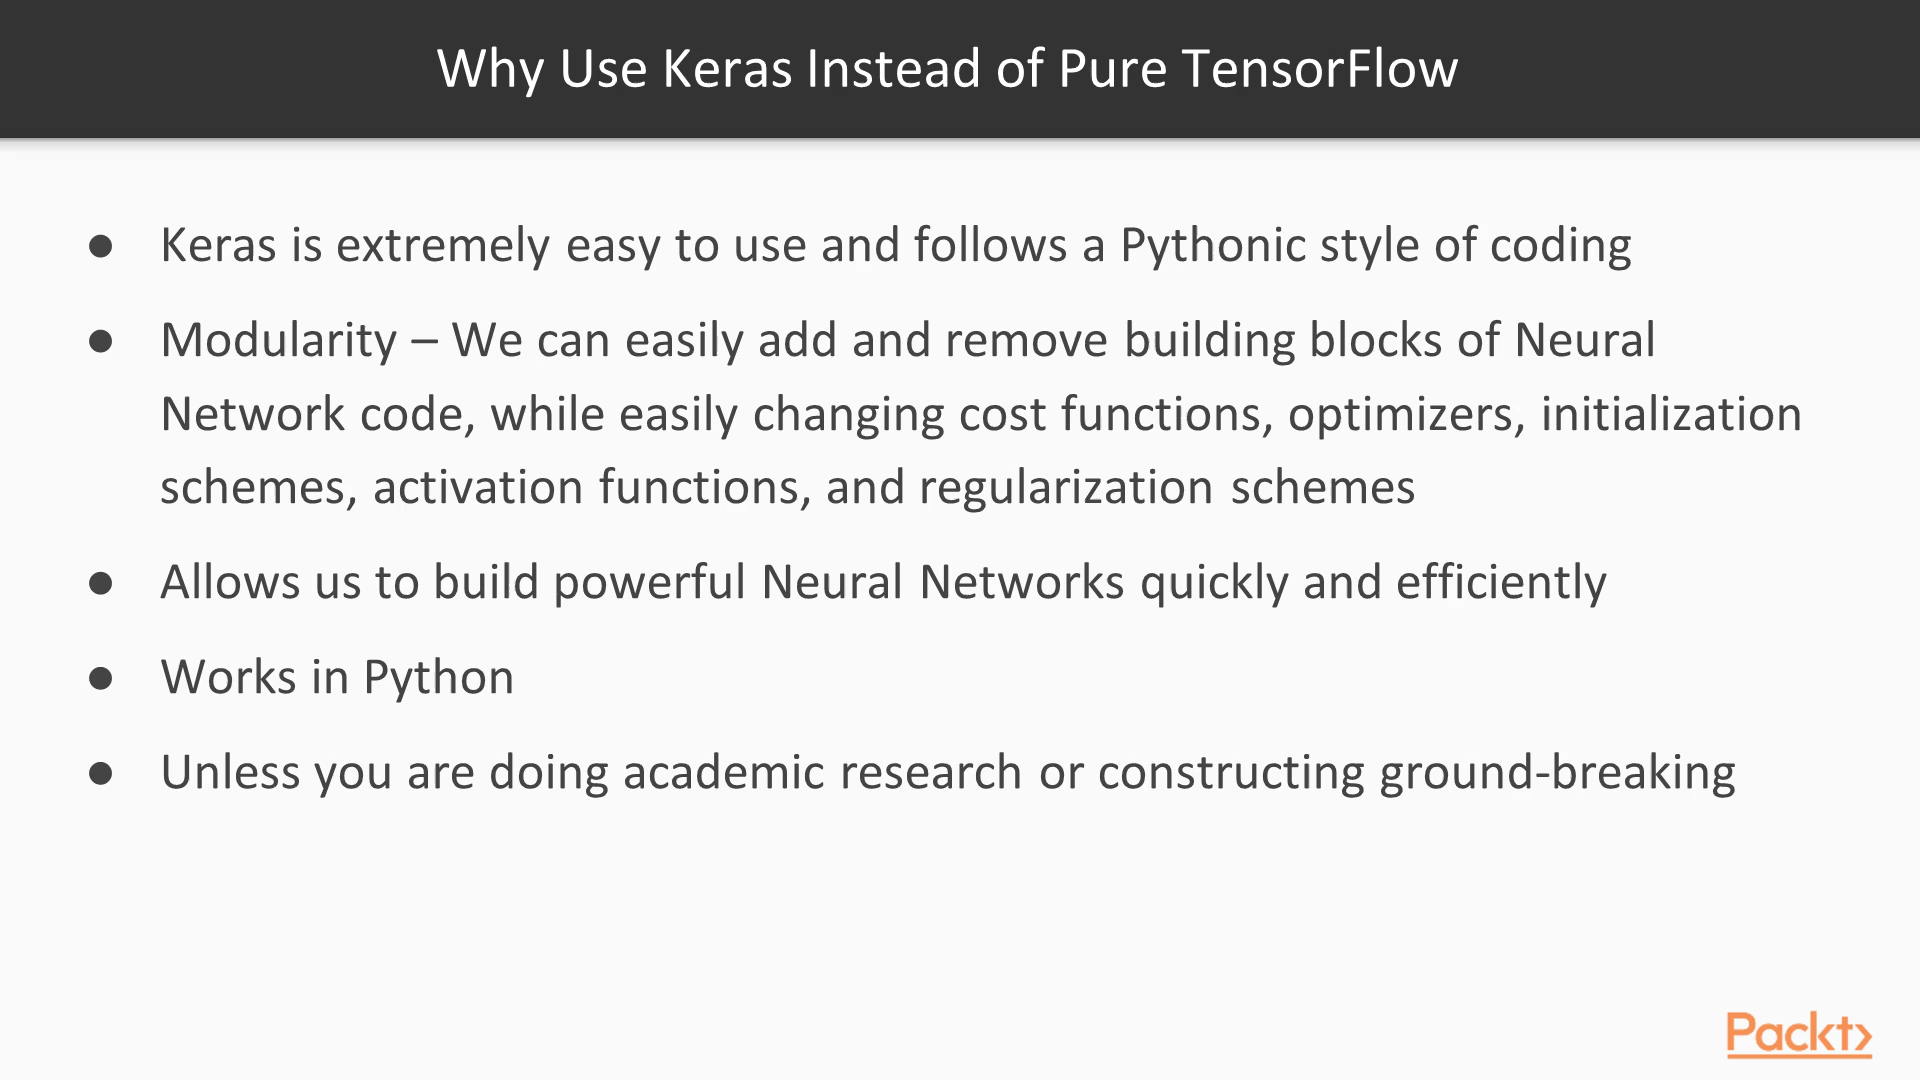 Why Use Keras Instead of Pure TensorFlow
● Keras is extremely easy to use and follows a Pythonic style of coding
● Modularity – We can easily add and remove building blocks of Neural
Network code, while easily changing cost functions, optimizers, initialization
schemes, activation functions, and regularization schemes
● Allows us to build powerful Neural Networks quickly and efficiently
● Works in Python
● Unless you are doing academic research or constructing ground-breaking
Packt>